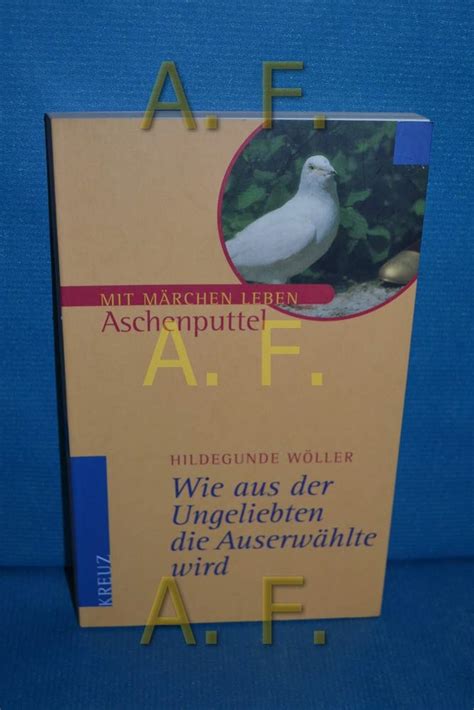 A. F.
MIT MÄRCHEN LEBEN
Aschenputtel
A. F.
HILDEGUNDE WÖLLER
Wie aus der
Ungeliebten
die Auserwählte
wird
KREUZ
A. F.